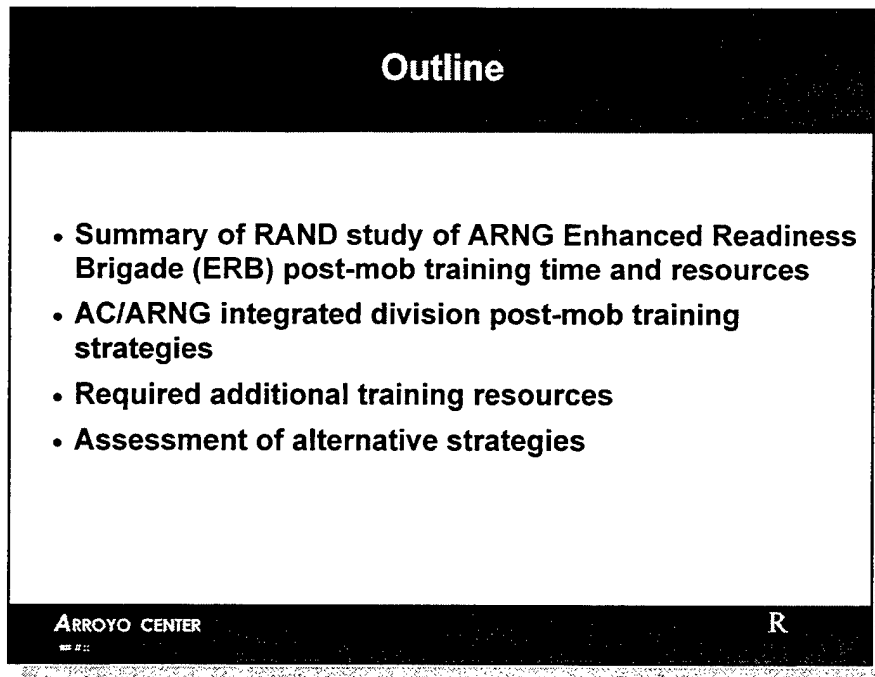 Outline
• Summary of RAND study of ARNG Enhanced Readiness
Brigade (ERB) post-mob training time and resources
• AC/ARNG integrated division post-mob training
strategies
• Required additional training resources
• Assessment of alternative strategies
ARROYO CENTER
R